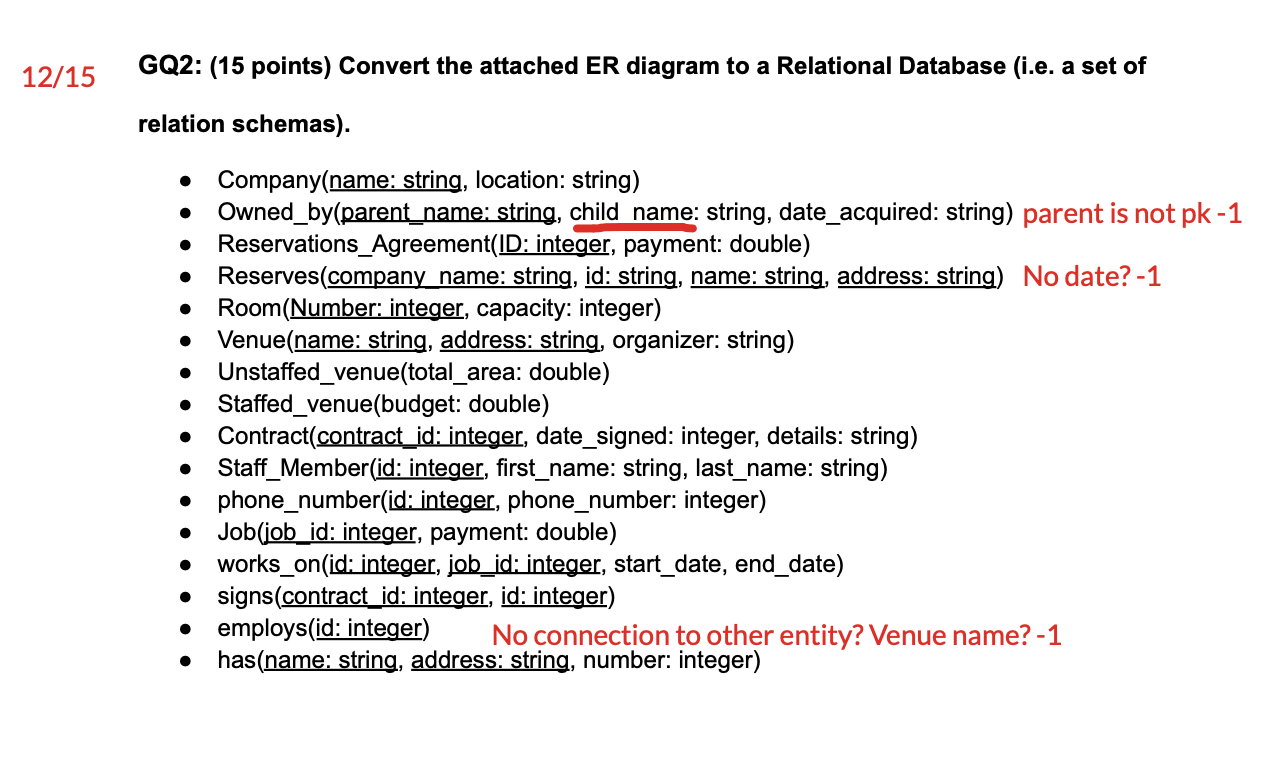 12/15
GQ2: (15 points) Convert the attached ER diagram to a Relational Database (i.e. a set of
relation schemas).
● Company(name: string, location: string)
● Owned_by(parent_name: string, child_name: string, date_acquired: string) parent is not pk -1
● Reservations_Agreement(ID: integer, payment: double)
● Reserves(company_name: string, id: string, name: string, address: string) No date? -1
● Room(Number: integer, capacity: integer)
● Venue(name: string, address: string, organizer: string)
● Unstaffed_venue(total_area: double)
● Staffed_venue(budget: double)
● Contract(contract_id: integer, date_signed: integer, details: string)
● Staff_Member(id: integer, first_name: string, last_name: string)
● phone_number(id: integer, phone_number: integer)
● Job(job_id: integer, payment: double)
● works_on(id: integer, job_id: integer, start_date, end_date)
● signs(contract_id: integer, id: integer)
● employs(id: integer) No connection to other entity? Venue name? -1
● has(name: string, address: string, number: integer)